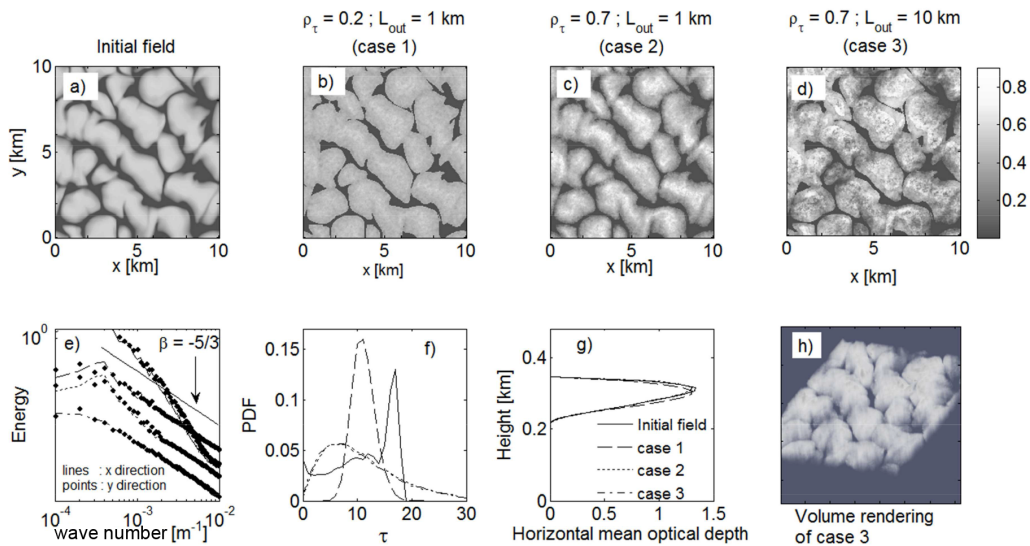 ρτ = 0.2 ; Lout = 1 km
(case 1)
ρτ = 0.7 ; Lout = 1 km
(case 2)
ρτ = 0.7 ; Lout = 10 km
(case 3)
Initial field
a)
b)
c)
d)
10
5
0
y [km]
0 5 10
x [km]
0 5 10
x [km]
0 5 10
x [km]
0 5 10
x [km]
0.8
0.6
0.4
0.2
e)
β = -5/3
10^0
Energy
lines : x direction
points : y direction
10^-4 10^-3 10^-2
wave number [m^-1]
f)
0.15
0.1
0.05
0
PDF
0 10 20 30
τ
g)
0.4
0.2
0
Height [km]
Initial field
case 1
case 2
case 3
0 0.5 1 1.5
Horizontal mean optical depth
h)
Volume rendering
of case 3